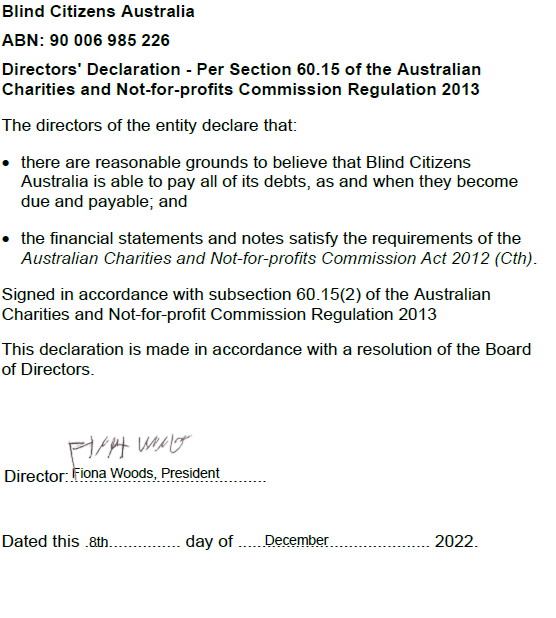 Blind Citizens Australia
ABN: 90 006 985 226
Directors' Declaration - Per Section 60.15 of the Australian
Charities and Not-for-profits Commission Regulation 2013
The directors of the entity declare that:
• there are reasonable grounds to believe that Blind Citizens
Australia is able to pay all of its debts, as and when they become
due and payable; and
• the financial statements and notes satisfy the requirements of the
Australian Charities and Not-for-profits Commission Act 2012 (Cth).
Signed in accordance with subsection 60.15(2) of the Australian
Charities and Not-for-profit Commission Regulation 2013
This declaration is made in accordance with a resolution of the Board
of Directors.
Director: Fiona Woods, President
Dated this .8th............... day of .....December..................... 2022.